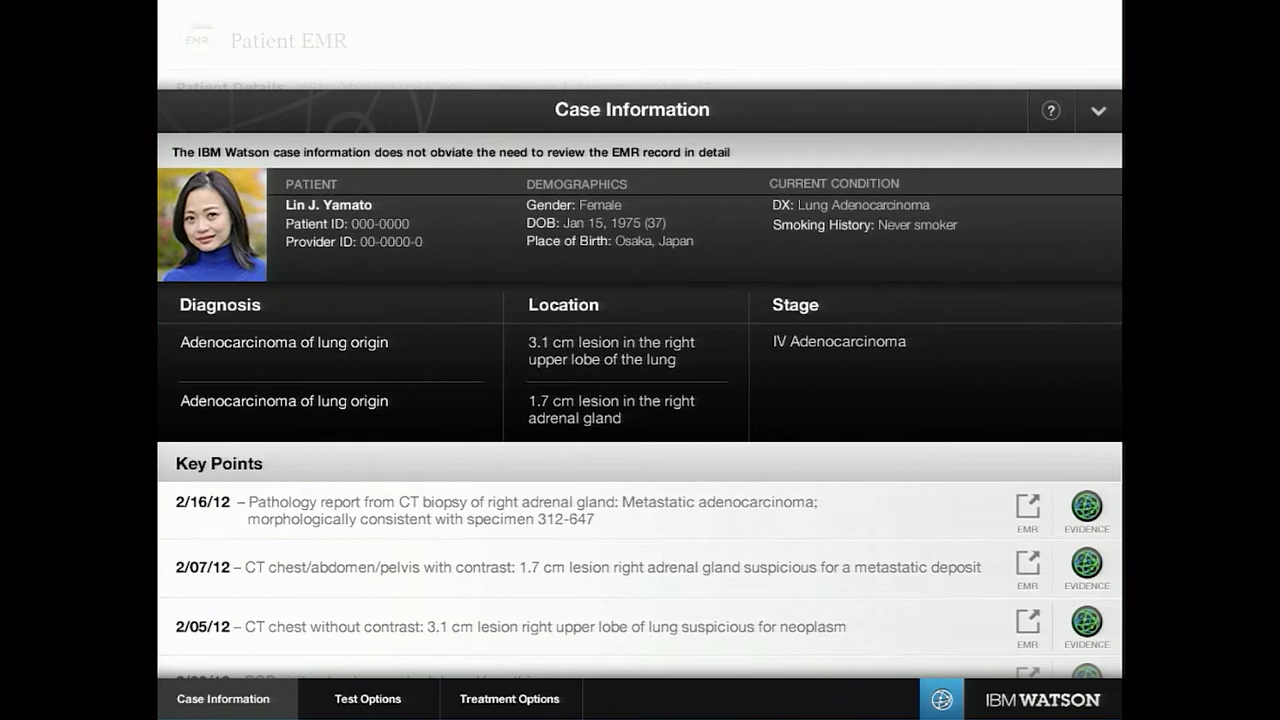 EMR Patient EMR
Patient Details
Case Information ?
The IBM Watson case information does not obviate the need to review the EMR record in detail
PATIENT
Lin J. Yamato
Patient ID: 000-0000
Provider ID: 00-0000-0
DEMOGRAPHICS
Gender: Female
DOB: Jan 15, 1975 (37)
Place of Birth: Osaka, Japan
CURRENT CONDITION
DX: Lung Adenocarcinoma
Smoking History: Never smoker
Diagnosis
Location
Stage
Adenocarcinoma of lung origin
3.1 cm lesion in the right
upper lobe of the lung
IV Adenocarcinoma
Adenocarcinoma of lung origin
1.7 cm lesion in the right
adrenal gland
Key Points
2/16/12 – Pathology report from CT biopsy of right adrenal gland: Metastatic adenocarcinoma;
morphologically consistent with specimen 312-647
EMR EVIDENCE
2/07/12 – CT chest/abdomen/pelvis with contrast: 1.7 cm lesion right adrenal gland suspicious for a metastatic deposit
EMR EVIDENCE
2/05/12 – CT chest without contrast: 3.1 cm lesion right upper lobe of lung suspicious for neoplasm
EMR EVIDENCE
Case Information
Test Options
Treatment Options
IBM WATSON